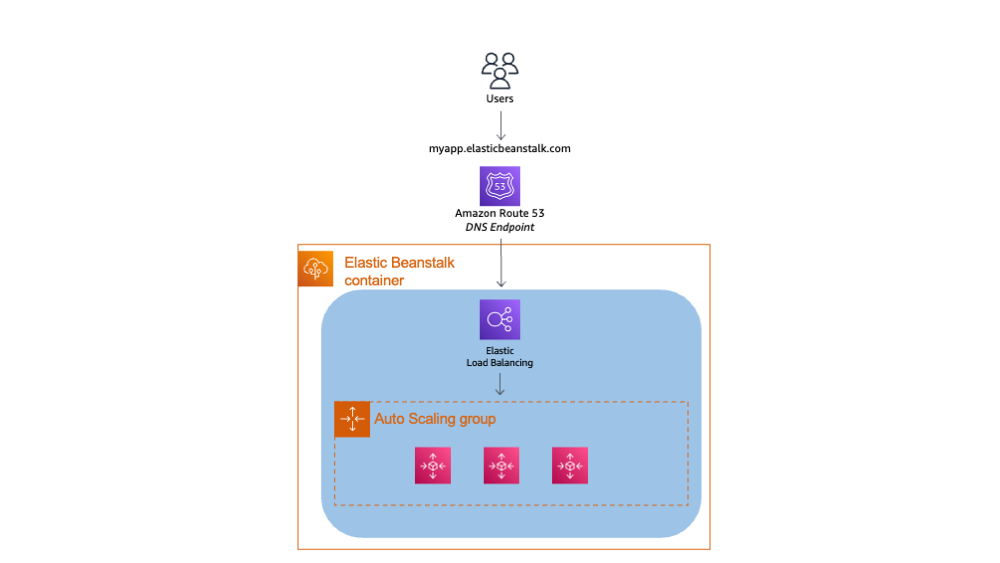 Users
myapp.elasticbeanstalk.com
53
Amazon Route 53
DNS Endpoint
Elastic Beanstalk
container
Elastic
Load Balancing
Auto Scaling group